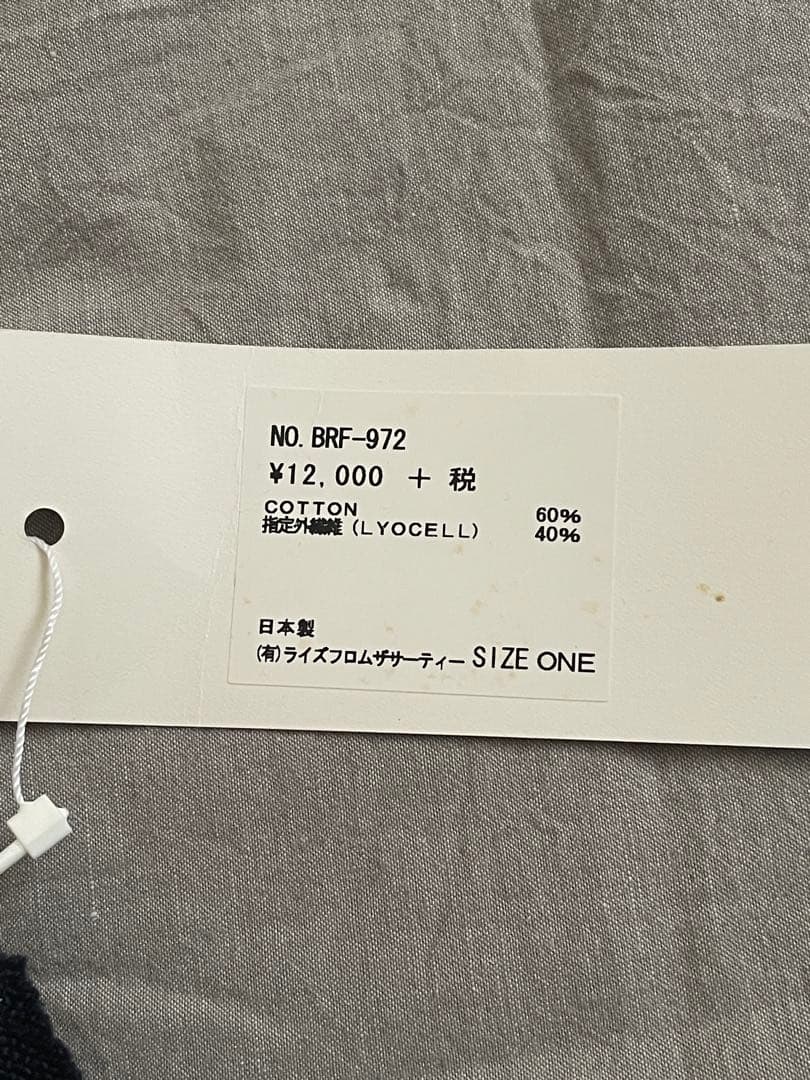 NO. BRF-972
¥12,000 + 税
COTTON 60%
指定外繊維 (LYOCELL) 40%
日本製
(有)ライズフロムザサーティー SIZE ONE